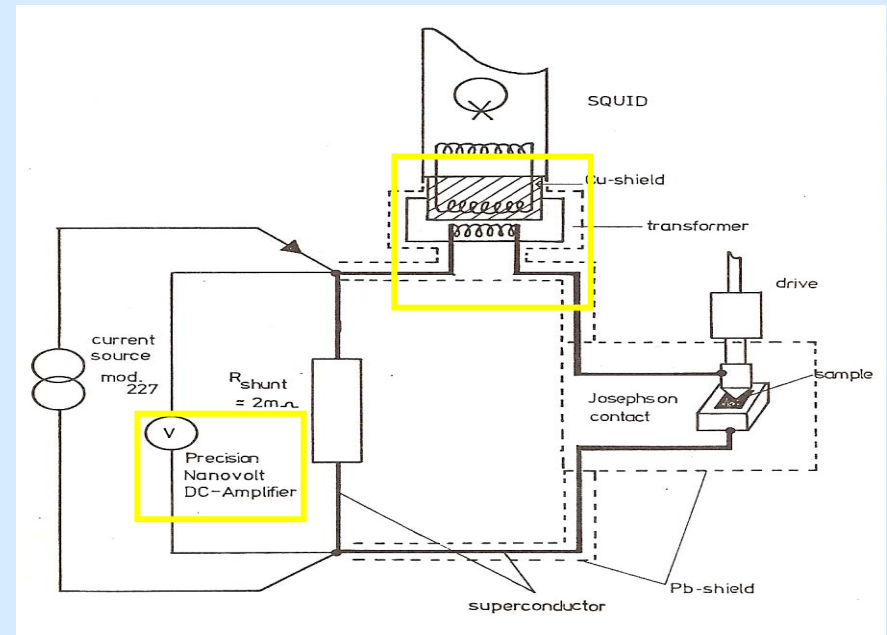 SQUID
Cu-shield
transformer
drive
current
source
mod.
227
R shunt
= 2mΩ
sample
Josephson
contact
V
Precision
Nanovolt
DC-Amplifier
Pb-shield
superconductor